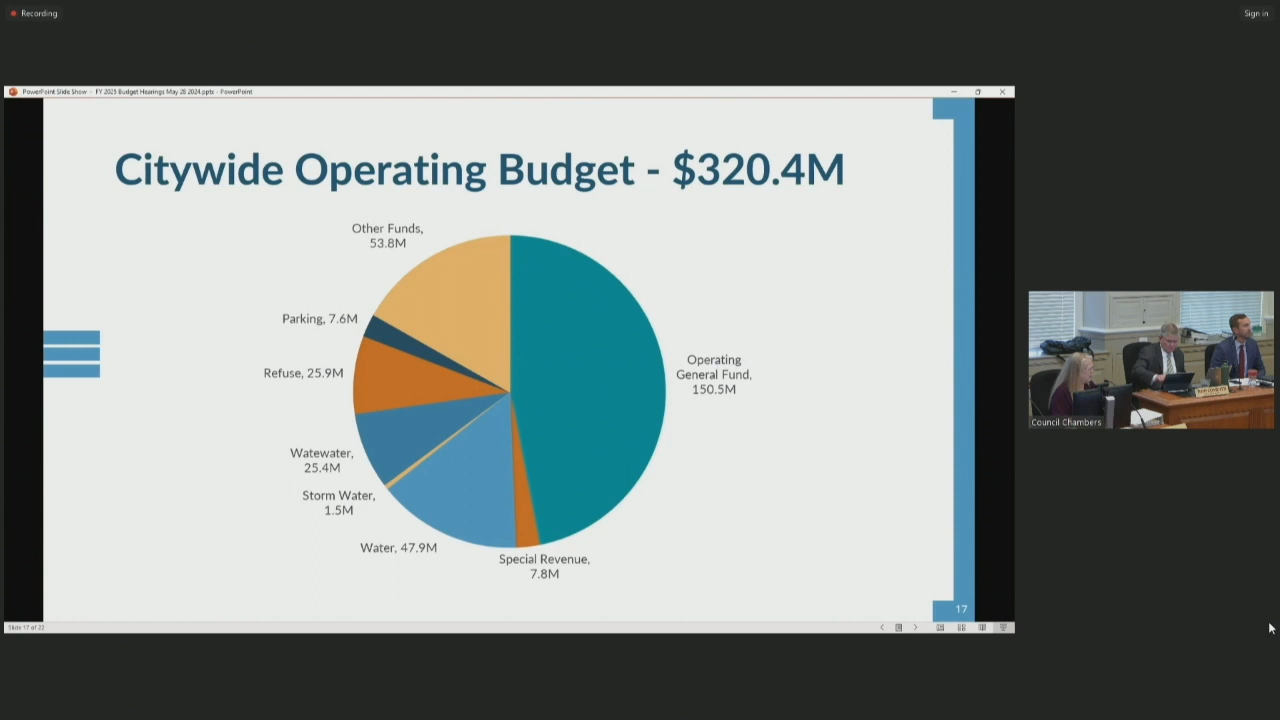 Recording
Sign in
PowerPoint Slide Show - FY 2025 Budget Hearings May 28 2024.pptx - PowerPoint
Citywide Operating Budget - $320.4M
Other Funds,
53.8M
Parking, 7.6M
Refuse, 25.9M
Watewater,
25.4M
Storm Water,
1.5M
Water, 47.9M
Special Revenue,
7.8M
Operating
General Fund,
150.5M
17
Slide 17 of 22
Council Chambers